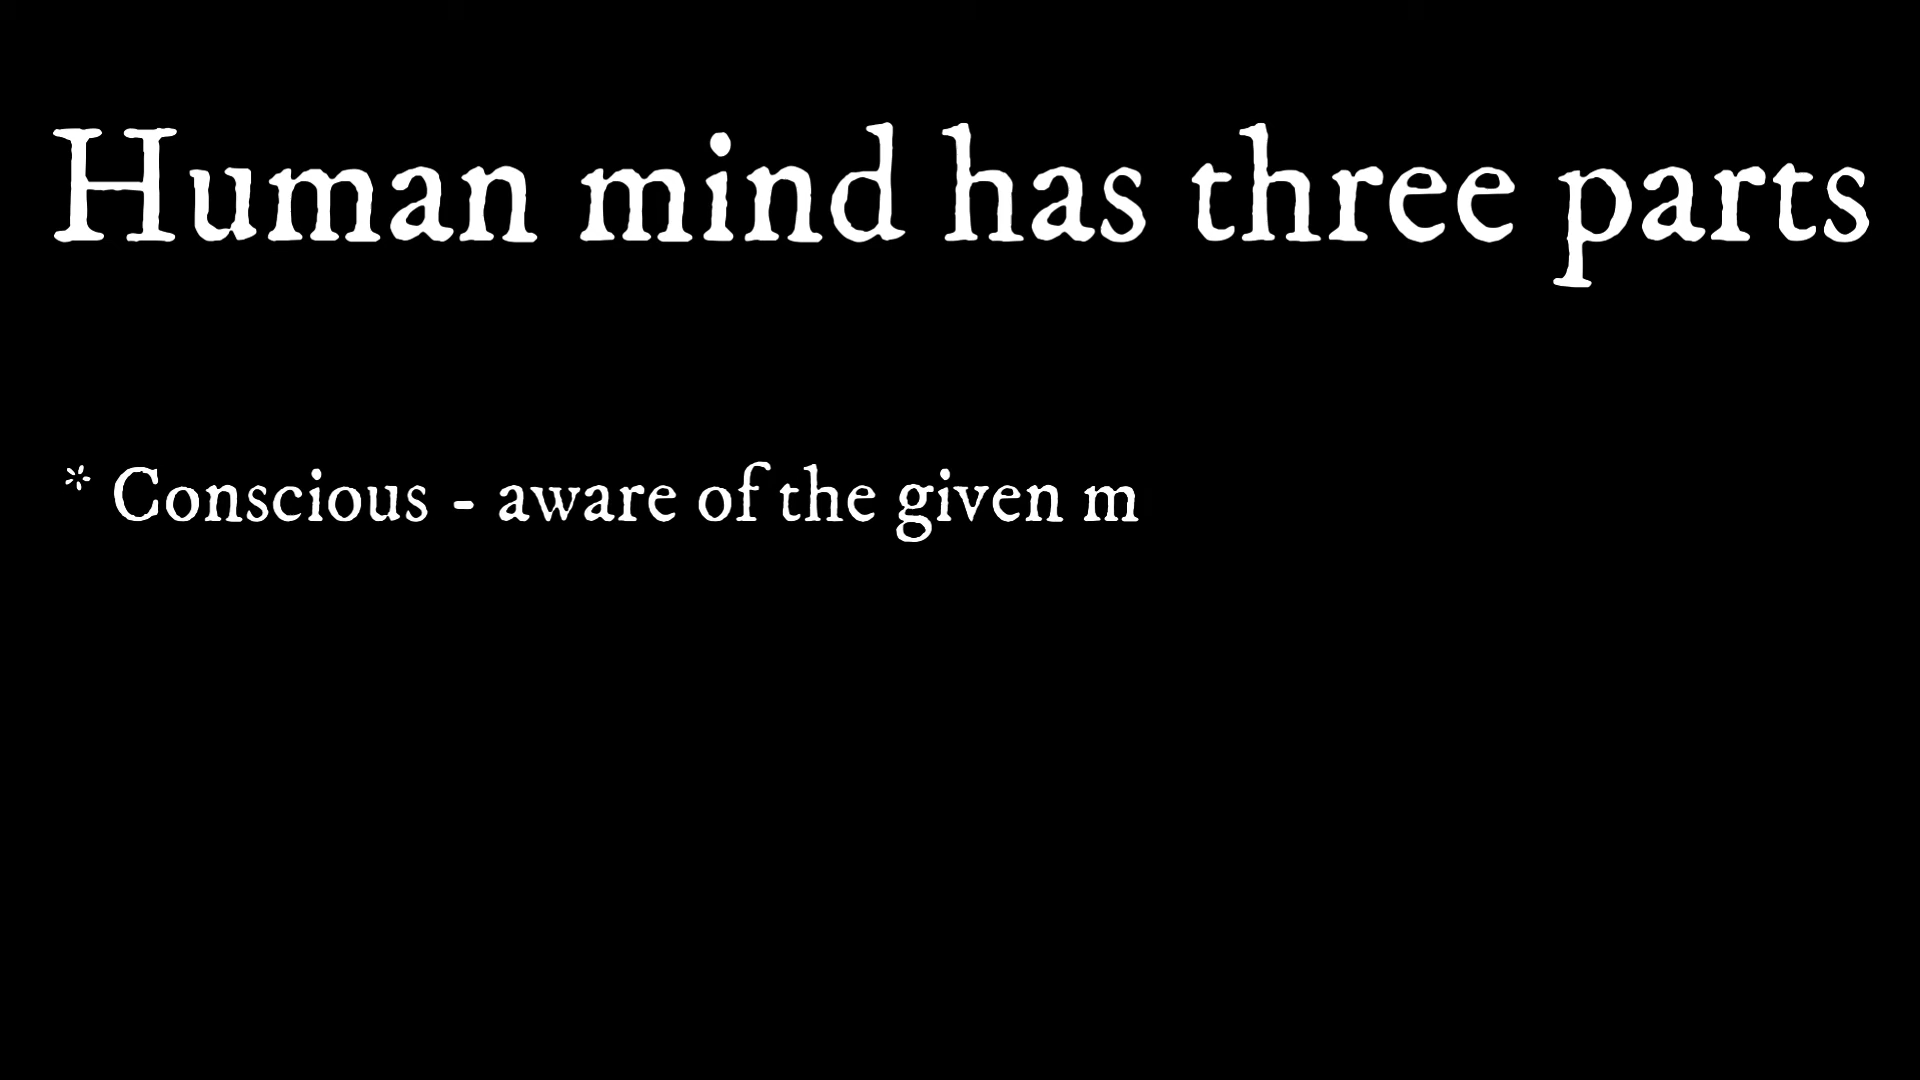 Human mind has three parts
* Conscious - aware of the given m